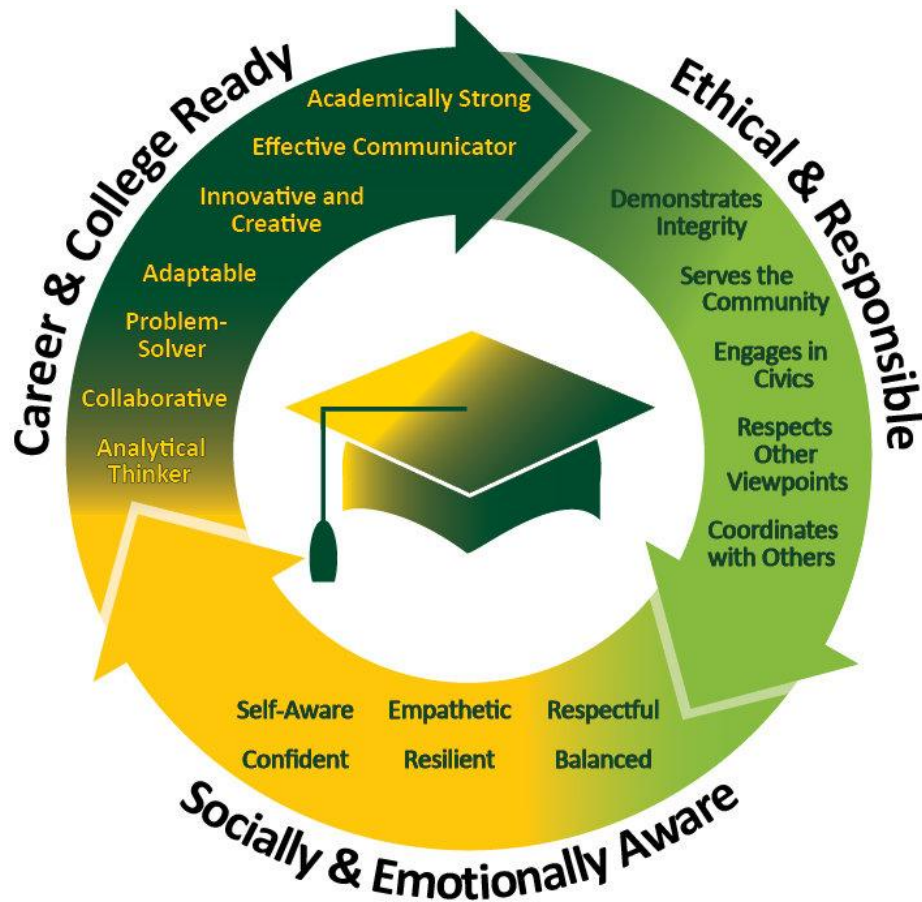 Career & College Ready
Academically Strong
Effective Communicator
Innovative and
Creative
Adaptable
Problem-
Solver
Collaborative
Analytical
Thinker
Ethical & Responsible
Demonstrates
Integrity
Serves the
Community
Engages in
Civics
Respects
Other
Viewpoints
Coordinates
with Others
Self-Aware Empathetic Respectful
Confident Resilient Balanced
Socially & Emotionally Aware